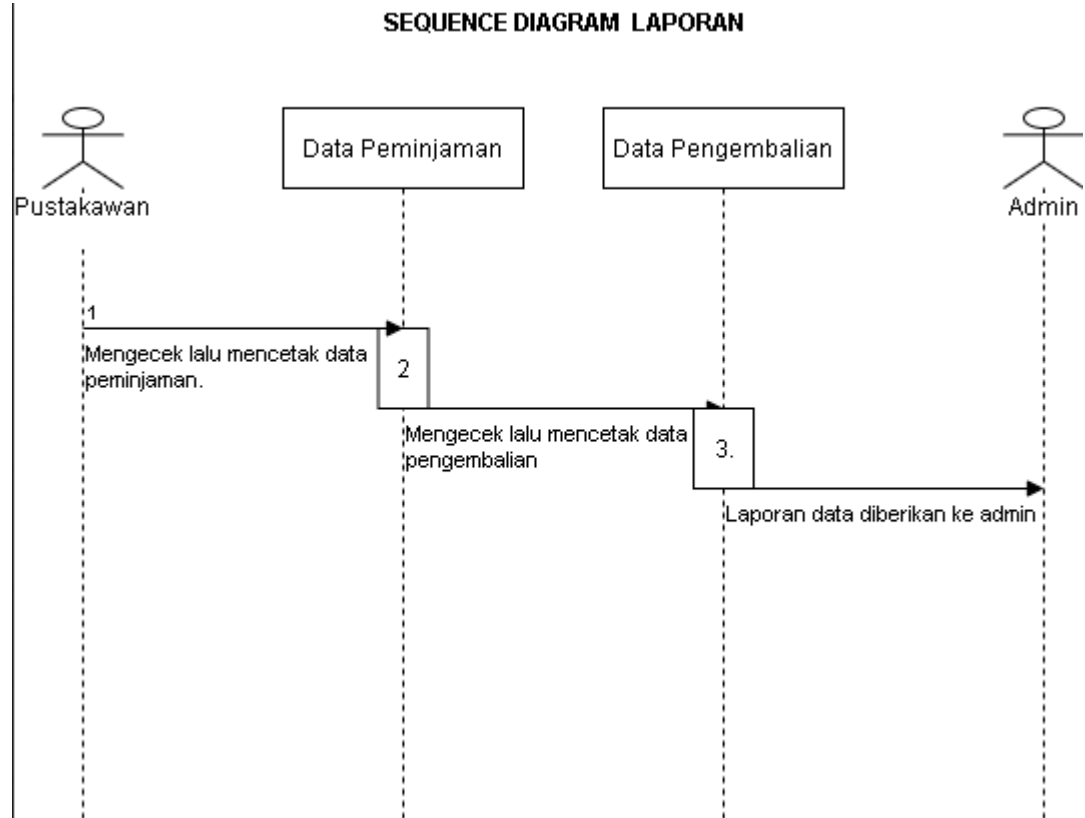 SEQUENCE DIAGRAM LAPORAN
Data Peminjaman
Data Pengembalian
Pustakawan
Admin
1
Mengecek lalu mencetak data
peminjaman.
2
Mengecek lalu mencetak data
pengembalian
3.
Laporan data diberikan ke admin